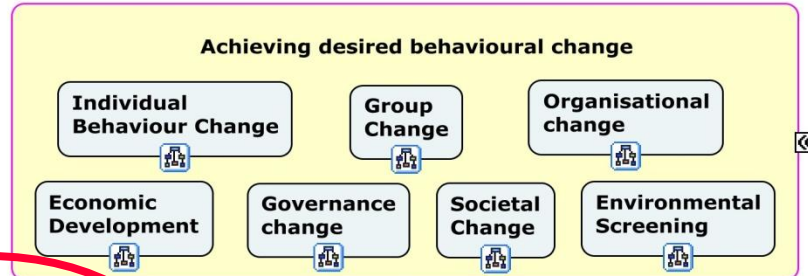 Achieving desired behavioural change
Individual
Behaviour Change
Group
Change
Organisational
change
Economic
Development
Governance
change
Societal
Change
Environmental
Screening